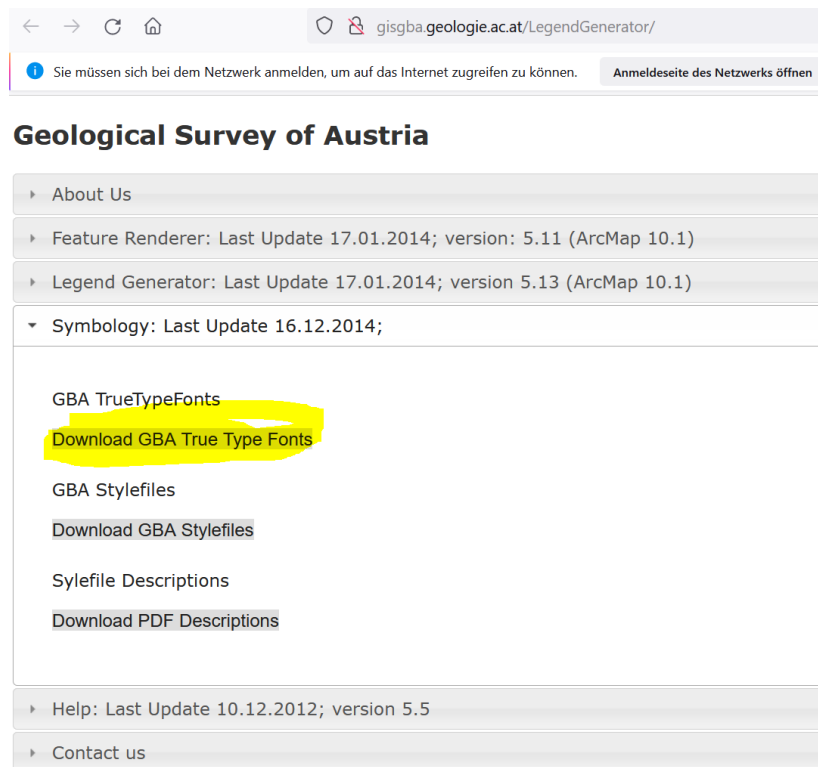 gisgba.geologie.ac.at/LegendGenerator/
Sie müssen sich bei dem Netzwerk anmelden, um auf das Internet zugreifen zu können. Anmeldeseite des Netzwerks öffnen
Geological Survey of Austria
About Us
Feature Renderer: Last Update 17.01.2014; version: 5.11 (ArcMap 10.1)
Legend Generator: Last Update 17.01.2014; version 5.13 (ArcMap 10.1)
Symbology: Last Update 16.12.2014;
GBA TrueTypeFonts
Download GBA True Type Fonts
GBA Stylefiles
Download GBA Stylefiles
Sylefile Descriptions
Download PDF Descriptions
Help: Last Update 10.12.2012; version 5.5
Contact us